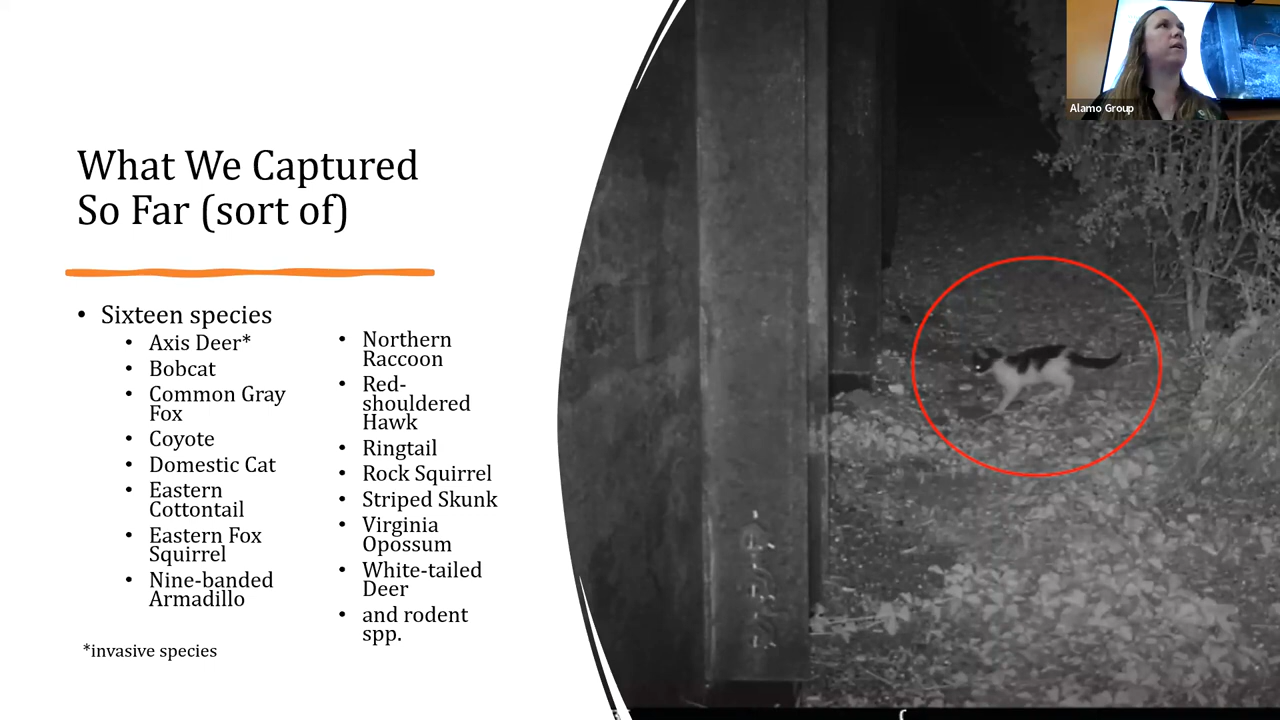 What We Captured
So Far (sort of)
• Sixteen species
• Axis Deer*
• Bobcat
• Common Gray
Fox
• Coyote
• Domestic Cat
• Eastern
Cottontail
• Eastern Fox
Squirrel
• Nine-banded
Armadillo
• Northern
Raccoon
• Red-
shouldered
Hawk
• Ringtail
• Rock Squirrel
• Striped Skunk
• Virginia
Opossum
• White-tailed
Deer
• and rodent
spp.
*invasive species
Alamo Group